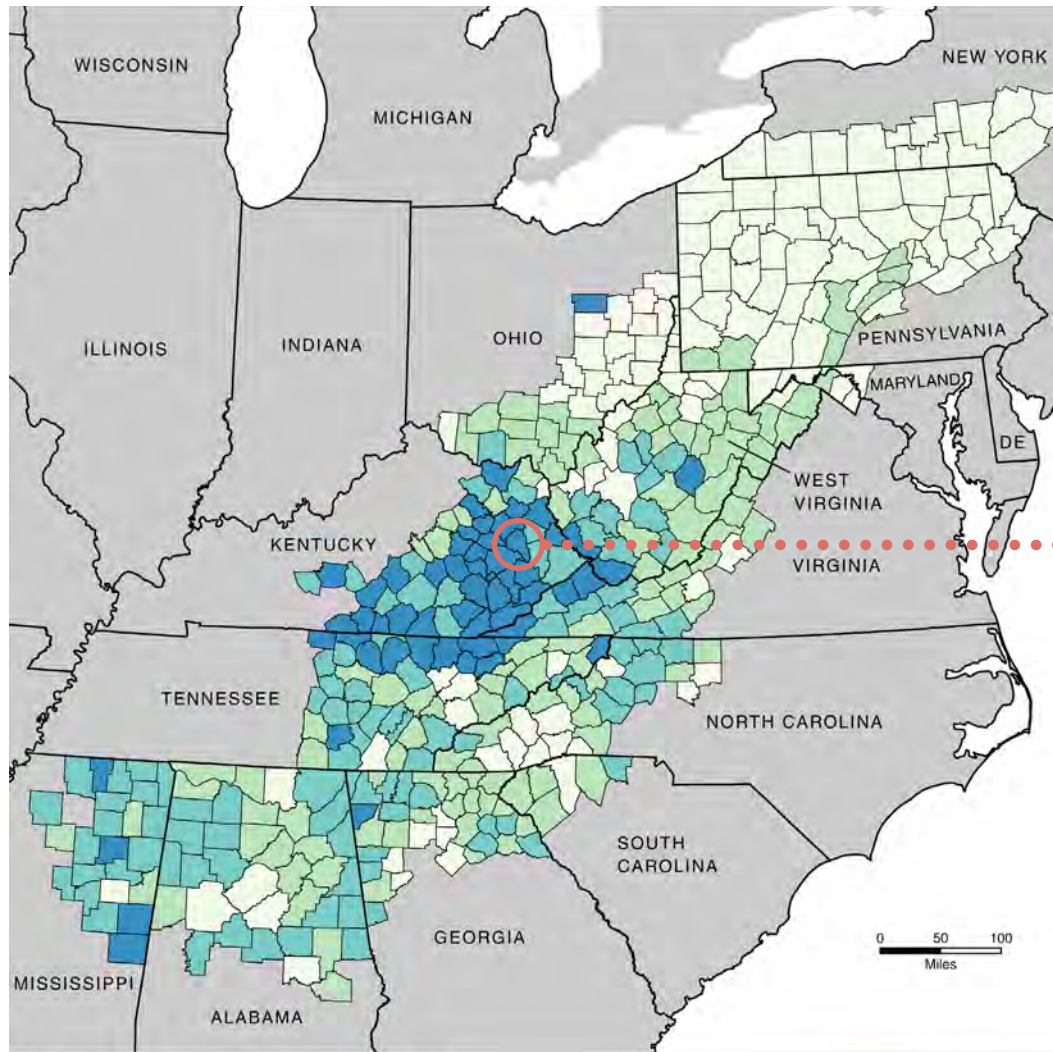 NEW YORK
WISCONSIN
MICHIGAN
PENNSYLVANIA
OHIO
ILLINOIS
INDIANA
MARYLAND
DE
WEST
VIRGINIA
KENTUCKY
VIRGINIA
TENNESSEE
NORTH CAROLINA
SOUTH
CAROLINA
GEORGIA
0 50 100
Miles
MISSISSIPPI
ALABAMA